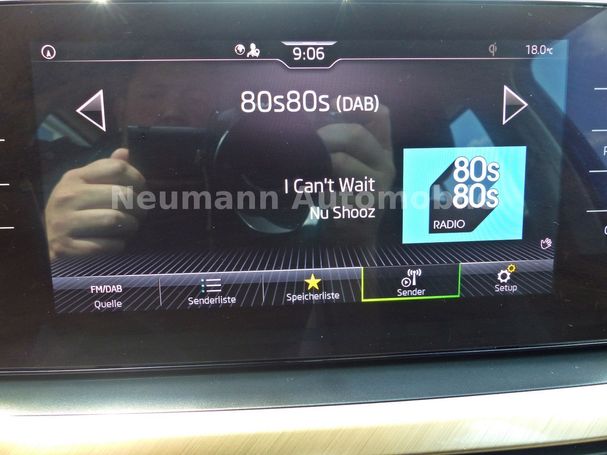 9:06
qi
18.0°C
80s80s (DAB)
I Can't Wait
Nu Shooz
80s
80s
RADIO
Neumann Automob
FM/DAB
Quelle
Senderliste
Speicherliste
Sender
Setup